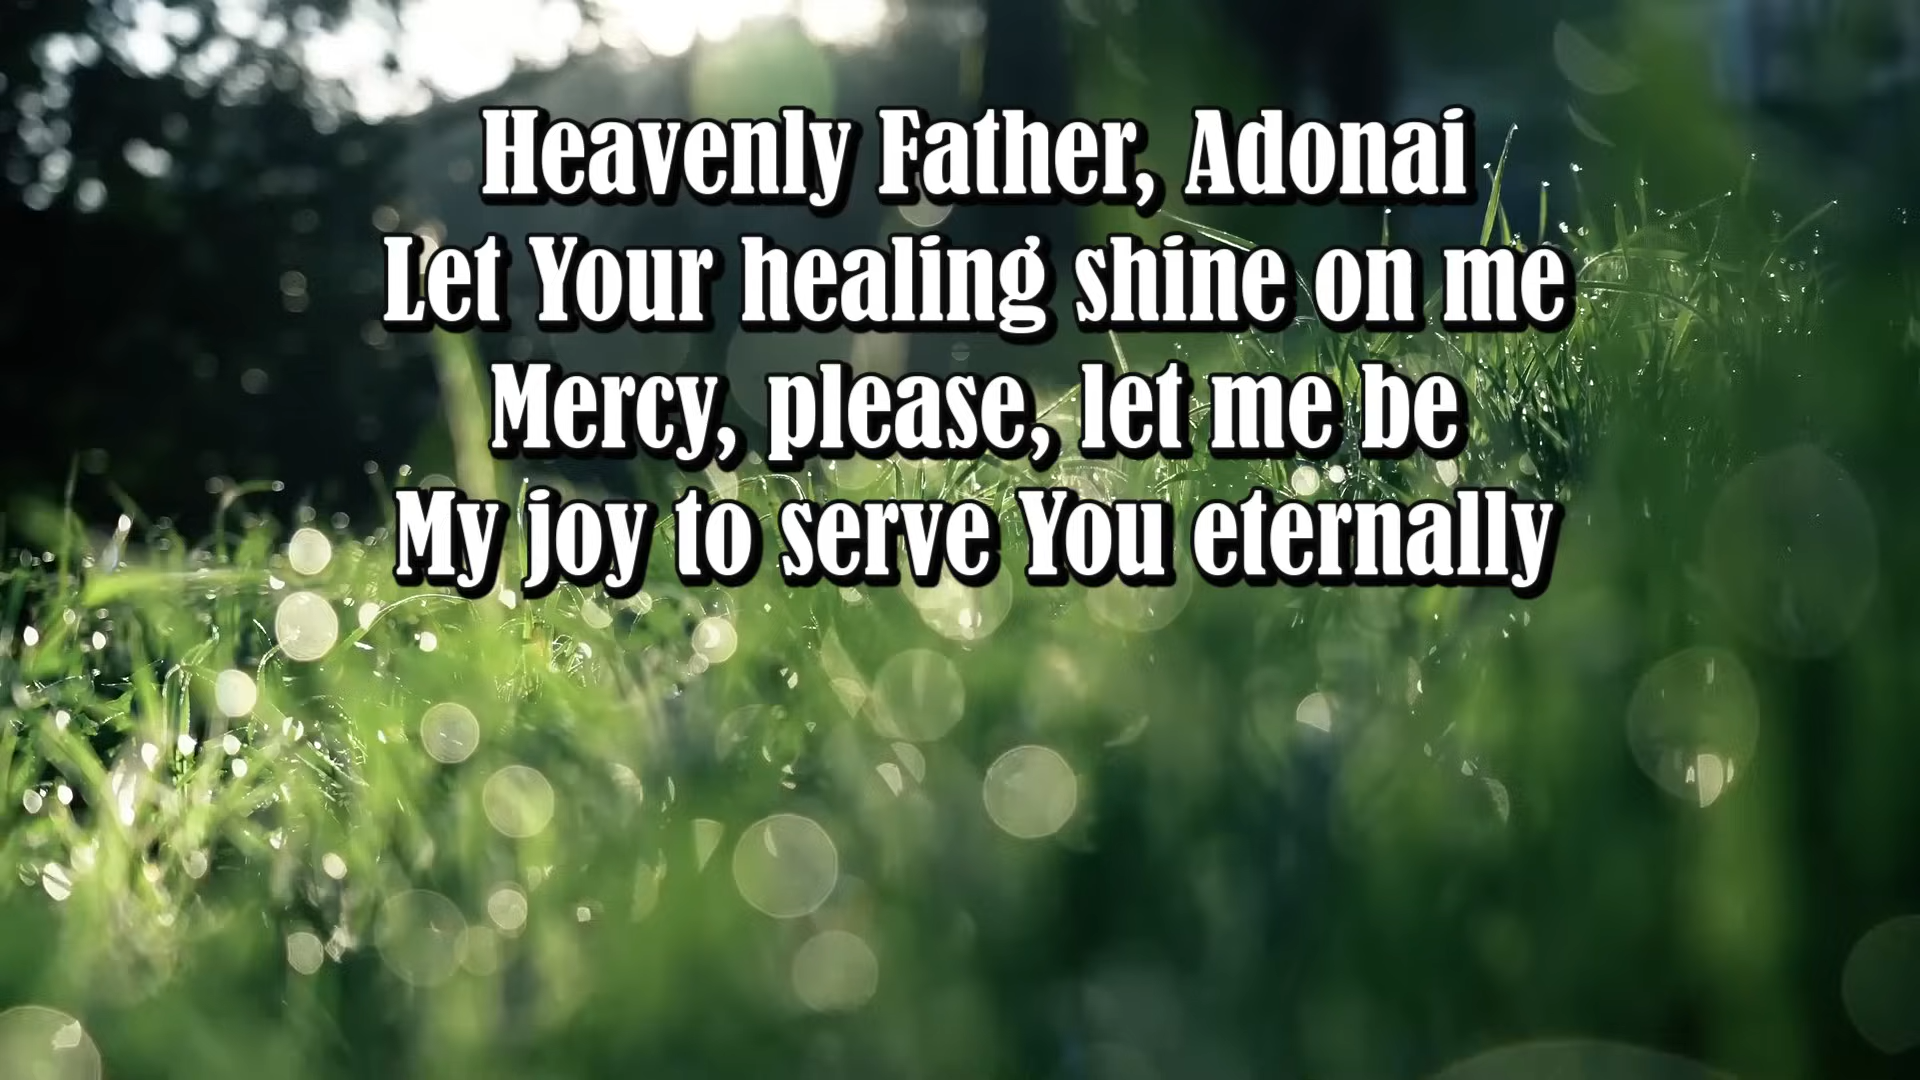 Heavenly Father, Adonai
Let Your healing shine on me
Mercy, please, let me be
My joy to serve You eternally